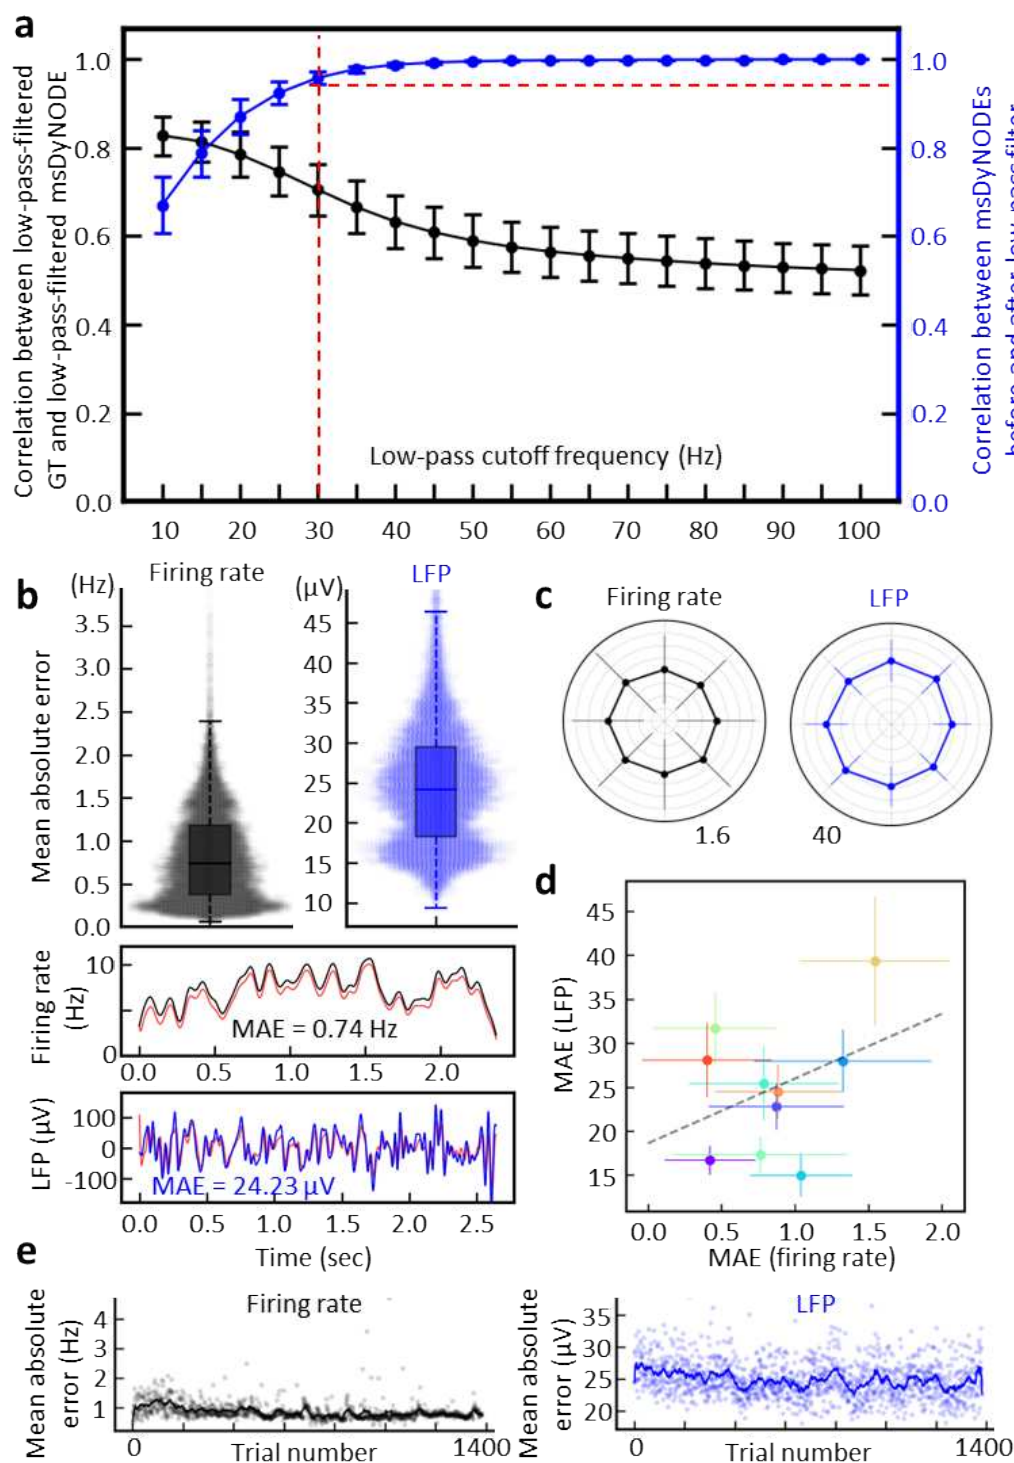 a
Correlation between low-pass-filtered
GT and low-pass-filtered msDyNODE
1.0
0.8
0.6
0.4
0.2
0.0
1.0
0.8
0.6
0.4
0.2
0.0
Correlation between msDyNODEs
before and after low-pass filter
Low-pass cutoff frequency (Hz)
10 20 30 40 50 60 70 80 90 100
b
Mean absolute error
(Hz)
Firing rate
3.5
3.0
2.5
2.0
1.5
1.0
0.5
0.0
(μV)
LFP
45
40
35
30
25
20
15
10
Firing rate
(Hz)
10
0
MAE = 0.74 Hz
0.0 0.5 1.0 1.5 2.0
LFP (μV)
100
0
-100
MAE = 24.23 μV
0.0 0.5 1.0 1.5 2.0 2.5
Time (sec)
c
Firing rate
LFP
1.6
40
d
MAE (LFP)
45
40
35
30
25
20
15
0.0 0.5 1.0 1.5 2.0
MAE (firing rate)
e
Mean absolute
error (Hz)
Firing rate
4
3
2
1
0 Trial number 1400
Mean absolute
error (μV)
LFP
35
30
25
20
0 Trial number 1400